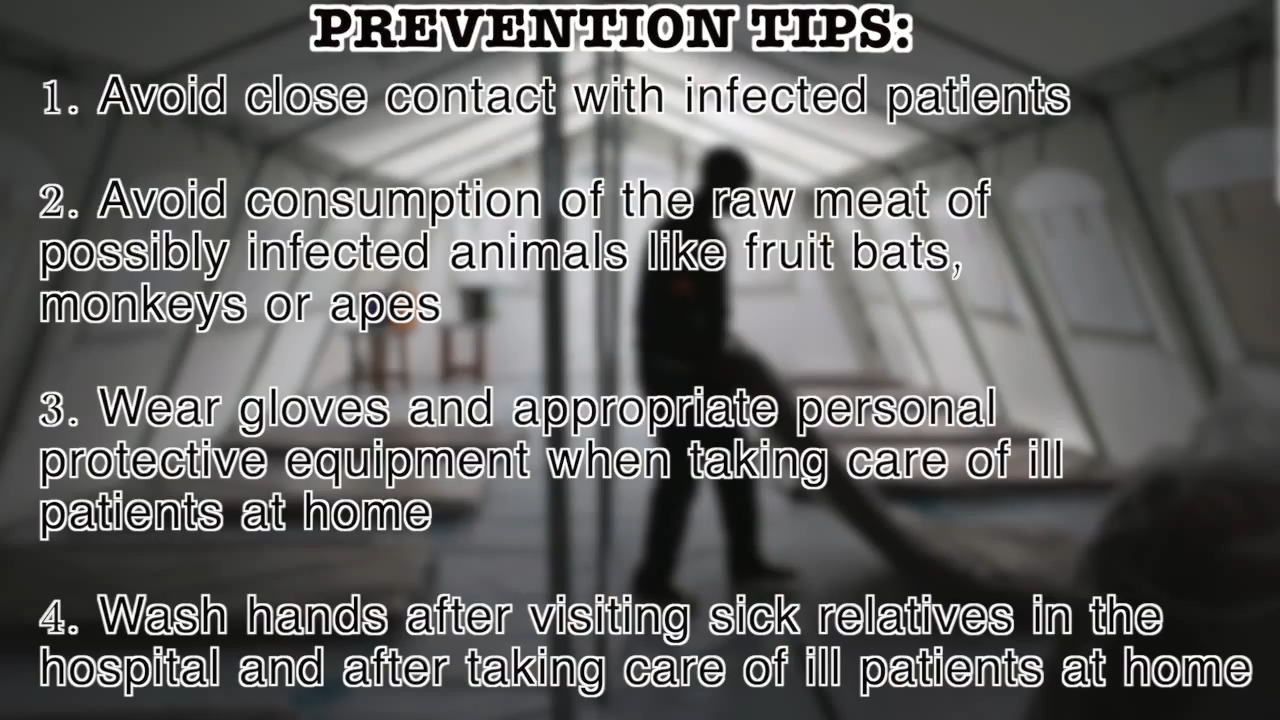 PREVENTION TIPS:
1. Avoid close contact with infected patients
2. Avoid consumption of the raw meat of
possibly infected animals like fruit bats,
monkeys or apes
3. Wear gloves and appropriate personal
protective equipment when taking care of ill
patients at home
4. Wash hands after visiting sick relatives in the
hospital and after taking care of ill patients at home